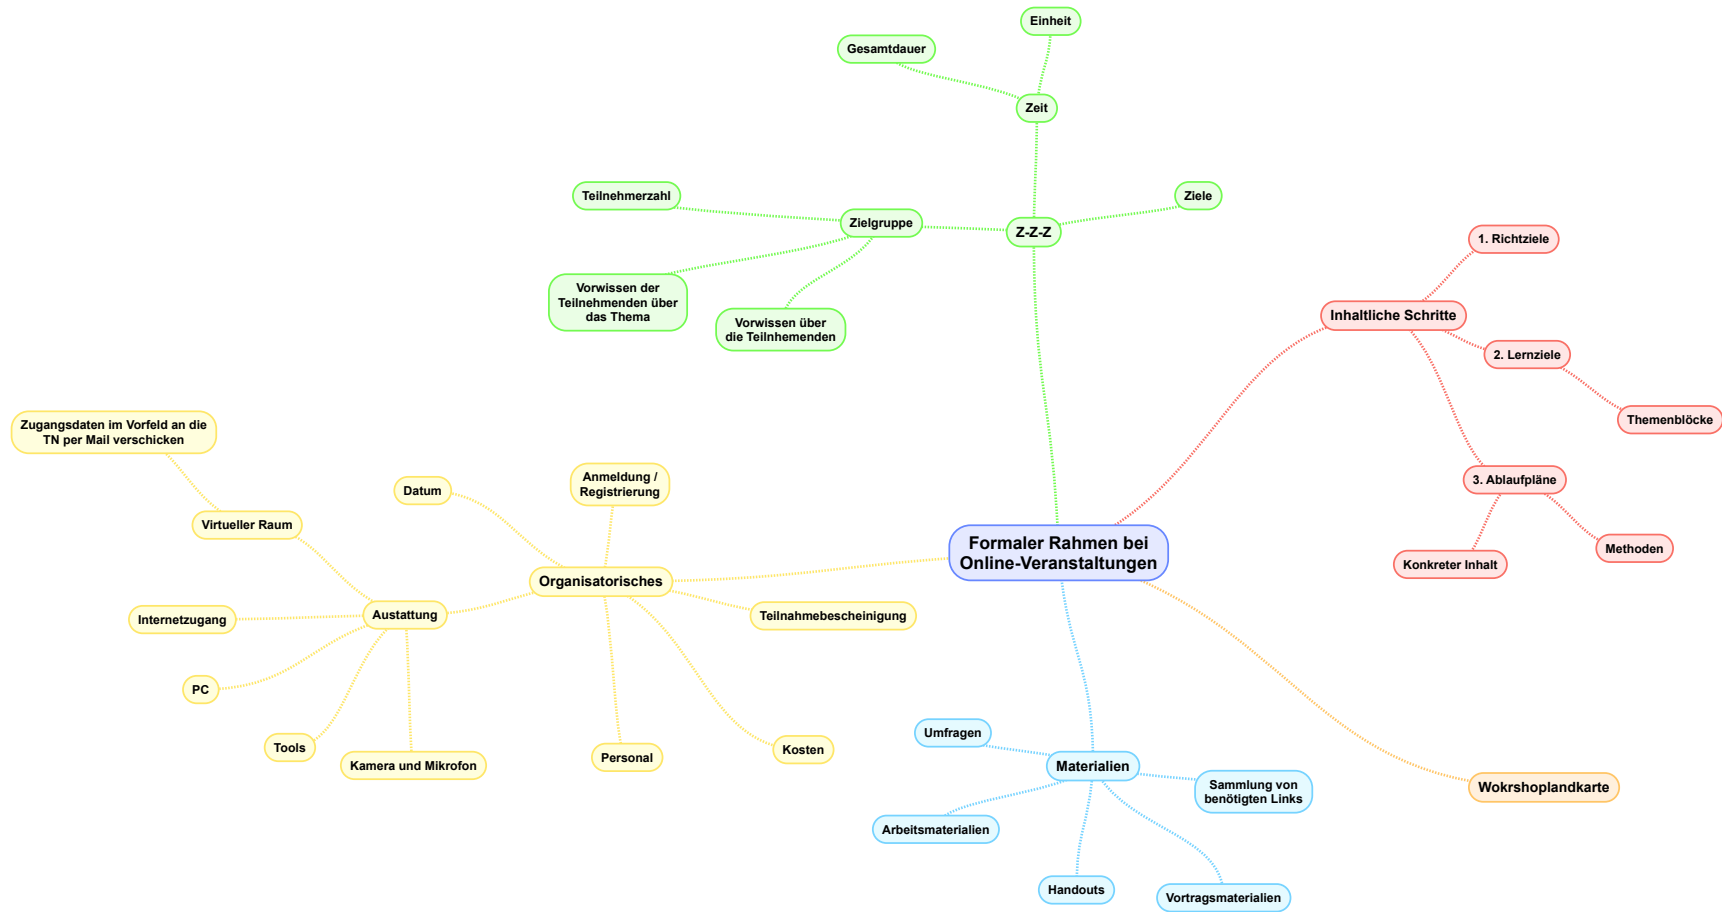 Einheit
Gesamtdauer
Zeit
Teilnehmerzahl
Ziele
Zielgruppe
Z-Z-Z
Vorwissen der
Teilnehmenden über
das Thema
Vorwissen über
die Teilnhemenden
1. Richtziele
Inhaltliche Schritte
2. Lernziele
Themenblöcke
3. Ablaufpläne
Methoden
Konkreter Inhalt
Zugangsdaten im Vorfeld an die
TN per Mail verschicken
Virtueller Raum
Datum
Anmeldung /
Registrierung
Formaler Rahmen bei
Online-Veranstaltungen
Organisatorisches
Austattung
Internetzugang
Teilnahmebescheinigung
PC
Tools
Kamera und Mikrofon
Personal
Kosten
Umfragen
Materialien
Sammlung von
benötigten Links
Wokrshoplandkarte
Arbeitsmaterialien
Handouts
Vortragsmaterialien